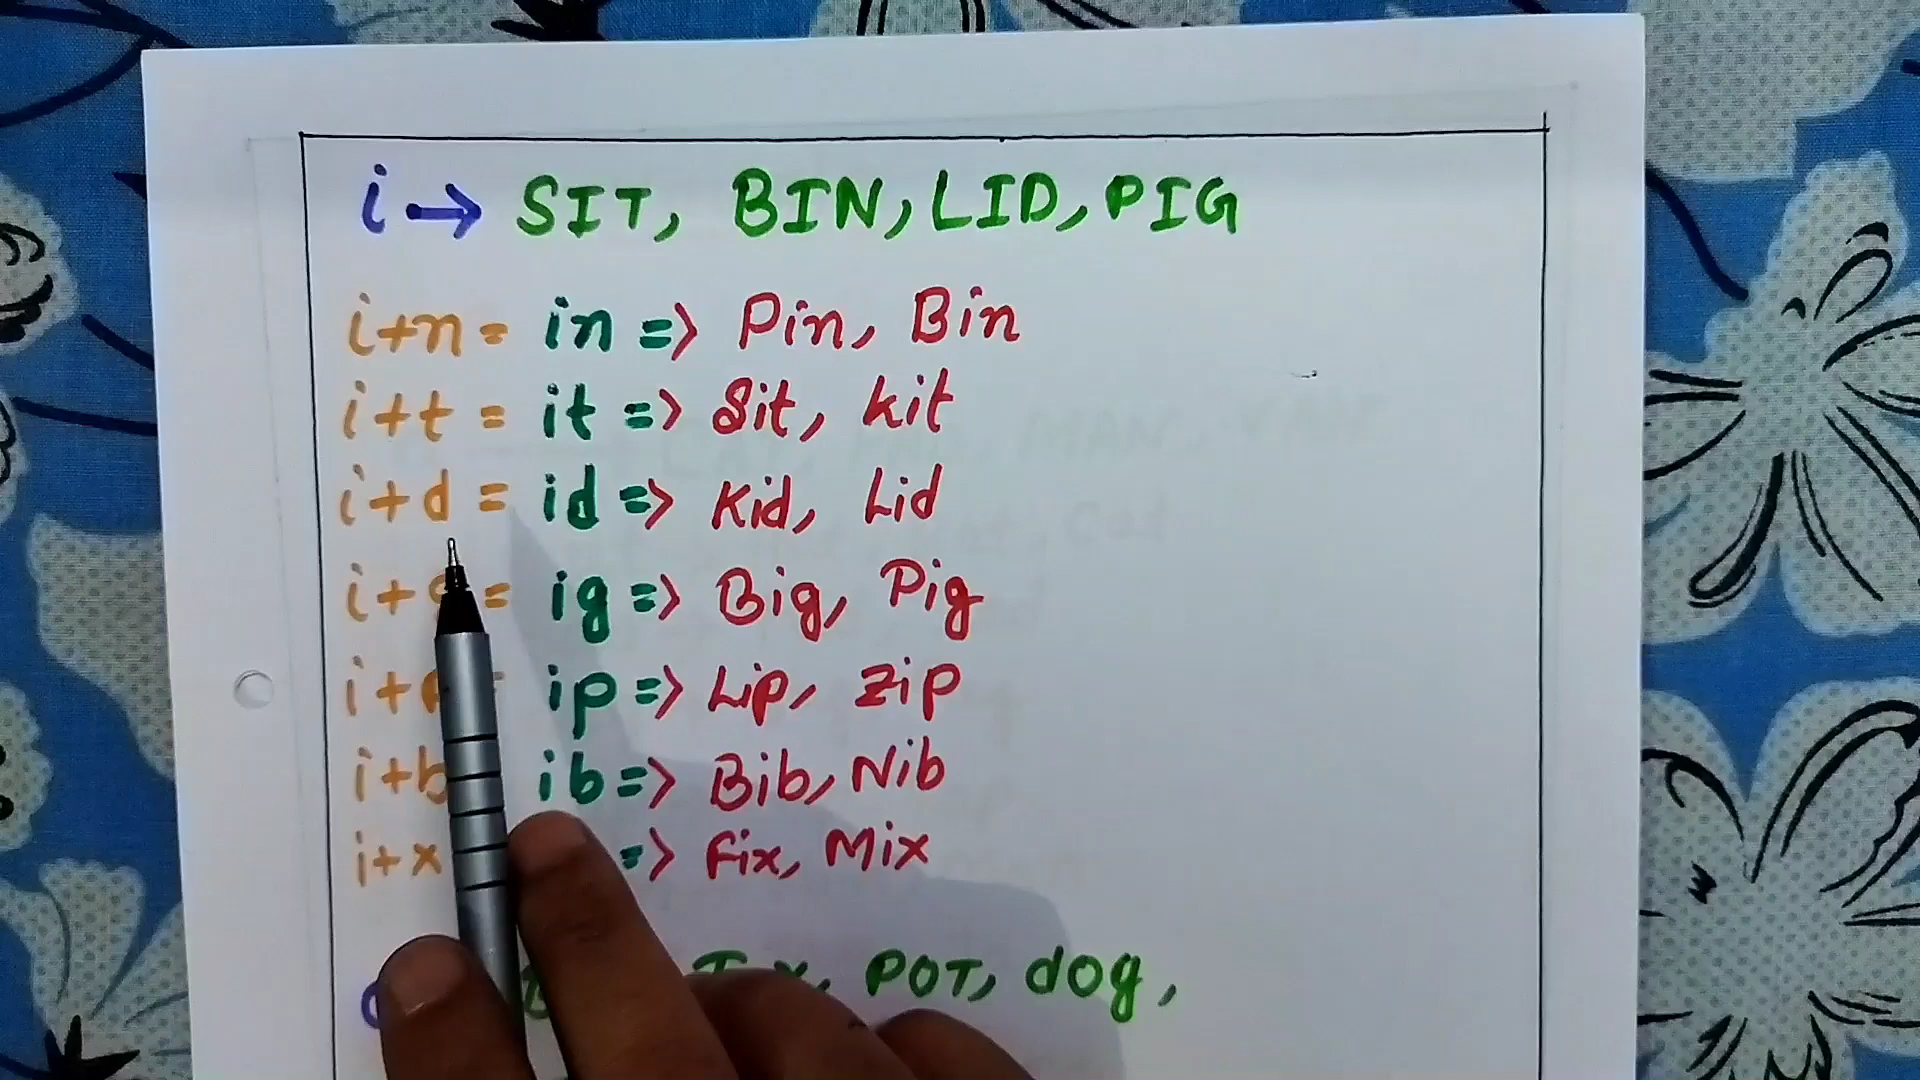 i → SIT, BIN, LID, PIG
i+n = in => Pin, Bin
i+t = it => Sit, kit
i+d = id => Kid, Lid
i+ = ig => Big, Pig
i+ = ip => Lip, Zip
i+b ib => Bib, Nib
i+x => Fix, Mix
POT, dog,